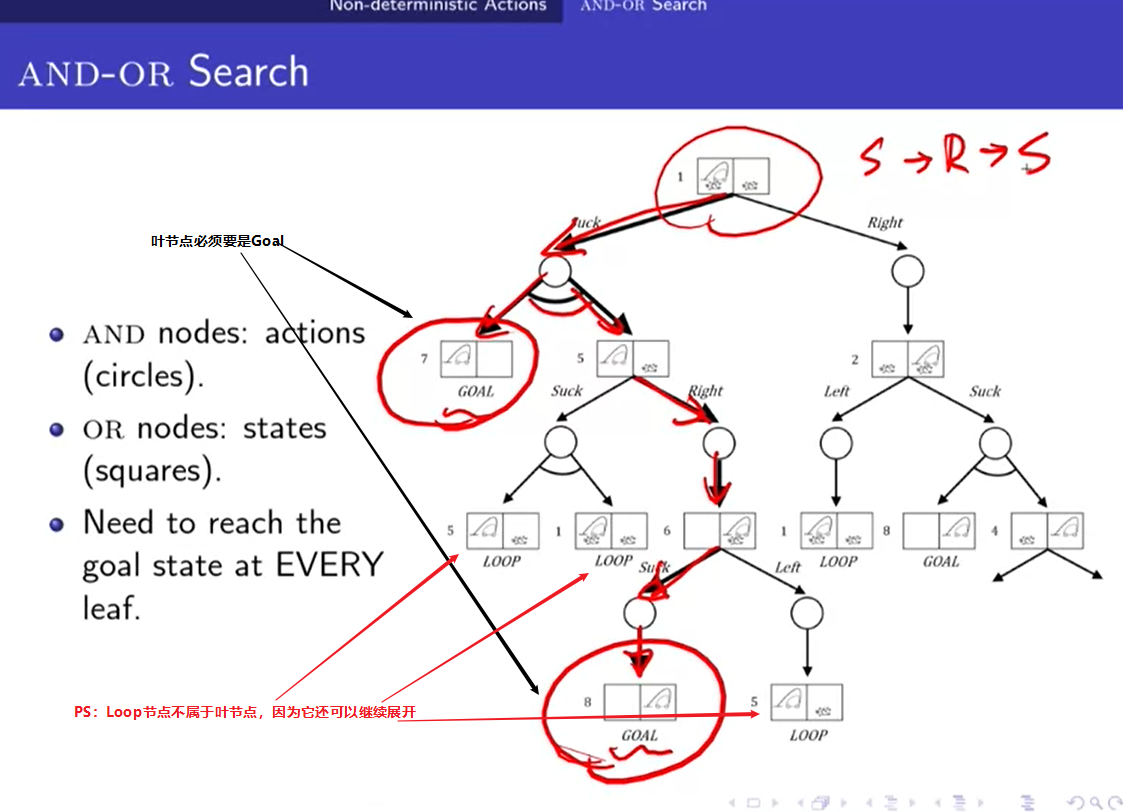 Non-deterministic Actions AND-OR Search
AND-OR Search
S → R → S
1
Suck
Right
叶节点必须要是Goal
AND nodes: actions
(circles).
OR nodes: states
(squares).
Need to reach the
goal state at EVERY
leaf.
7
GOAL
5
2
Suck
Right
Left
Suck
5
LOOP
1
LOOP
6
1
LOOP
8
GOAL
4
Suck
Left
PS：Loop节点不属于叶节点，因为它还可以继续展开
8
GOAL
5
LOOP